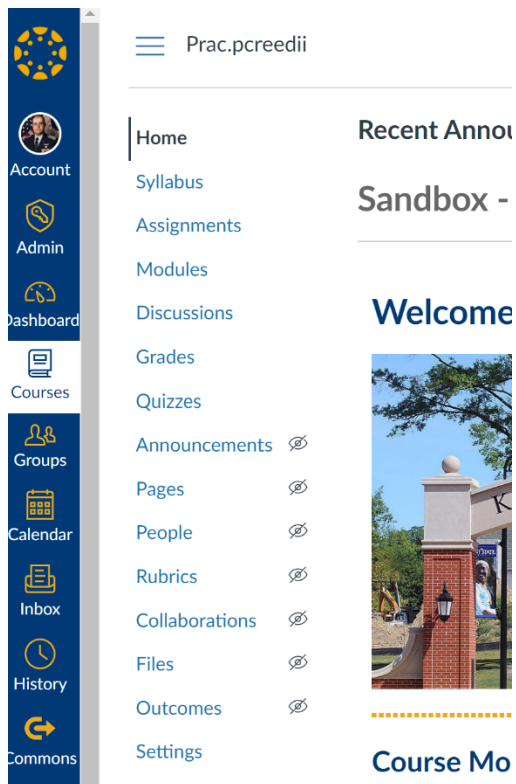 Prac.pcreedii
Account
Admin
Dashboard
Courses
Groups
Calendar
Inbox
History
Commons
Home
Syllabus
Assignments
Modules
Discussions
Grades
Quizzes
Announcements
Pages
People
Rubrics
Collaborations
Files
Outcomes
Settings
Recent Annou
Sandbox -
Welcome
K
Course Mo